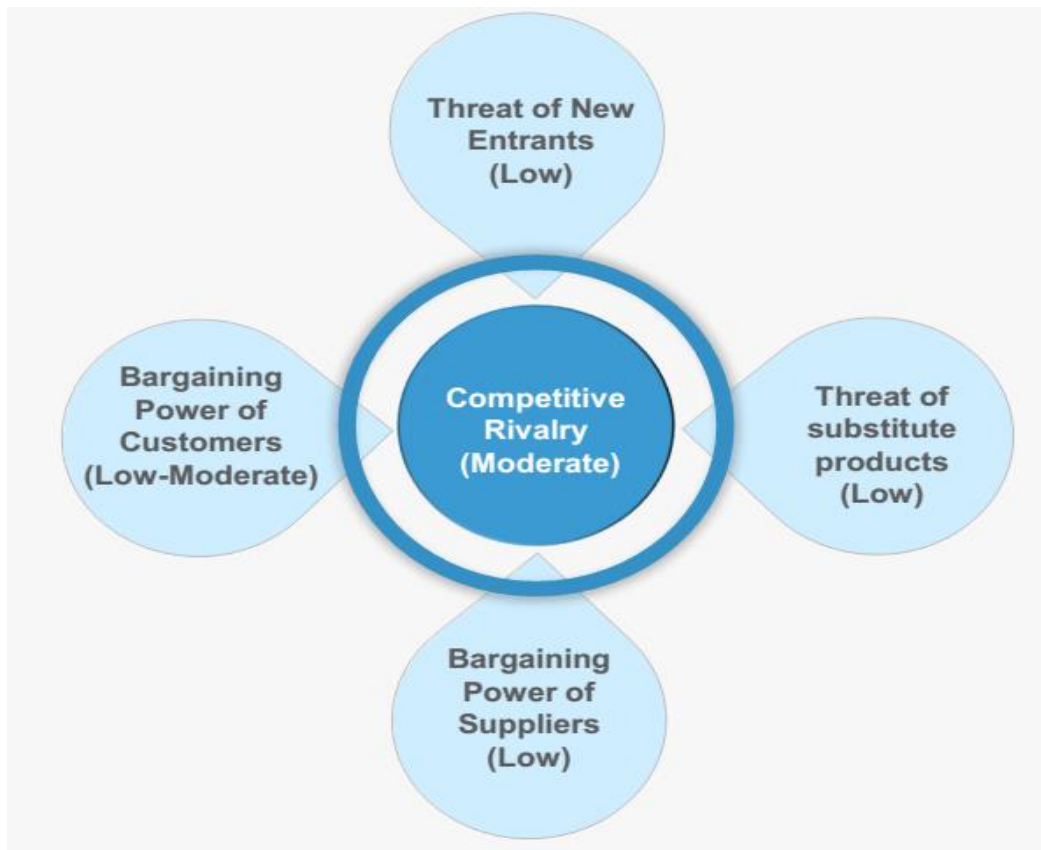 Threat of New
Entrants
(Low)
Bargaining
Power of
Customers
(Low-Moderate)
Competitive
Rivalry
(Moderate)
Threat of
substitute
products
(Low)
Bargaining
Power of
Suppliers
(Low)